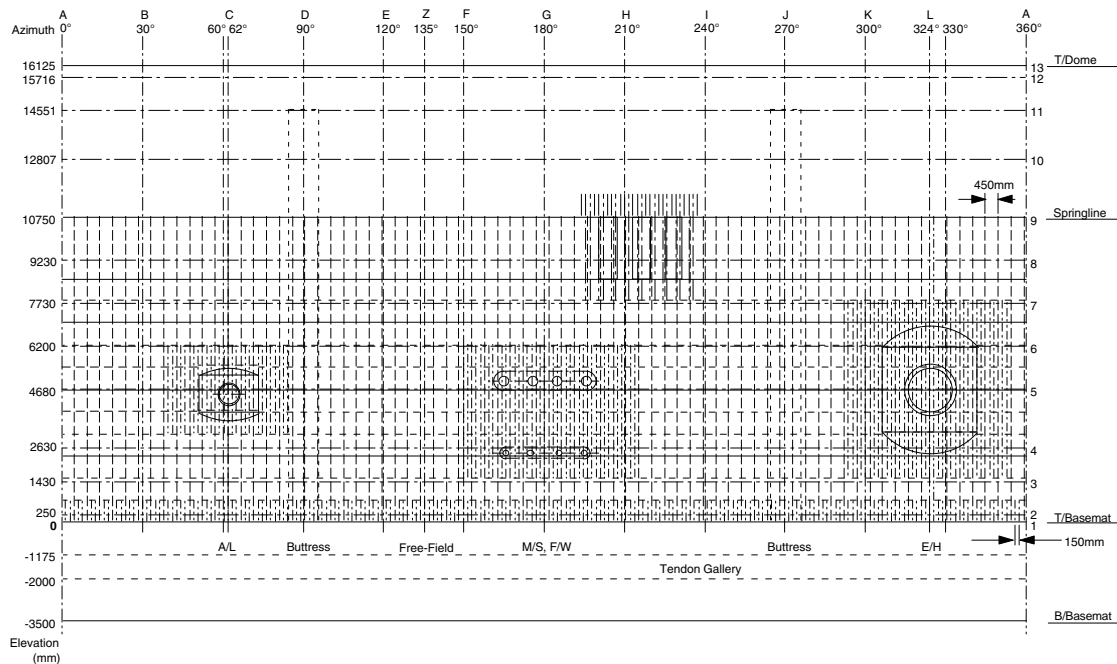 A B C D E Z F G H I J K L A
Azimuth 0° 30° 60° 62° 90° 120° 135° 150° 180° 210° 240° 270° 300° 324° 330° 360°
16125 13 T/Dome
15716 12
14551 11
12807 10
450mm
10750 9 Springline
9230 8
7730 7
6200 6
4680 5
2630 4
1430 3
250 2
0 1 T/Basemat
A/L Buttress Free-Field M/S, F/W Buttress E/H 150mm
-1175
Tendon Gallery
-2000
-3500 B/Basemat
Elevation
(mm)